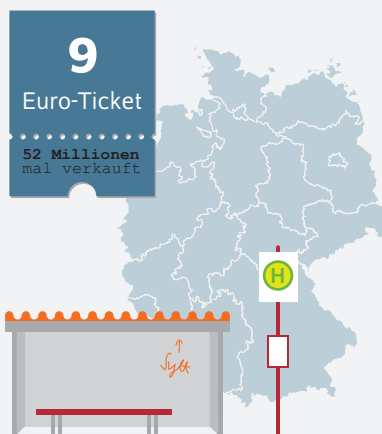 9
Euro-Ticket
52 Millionen
mal verkauft
H
↑
Sylt